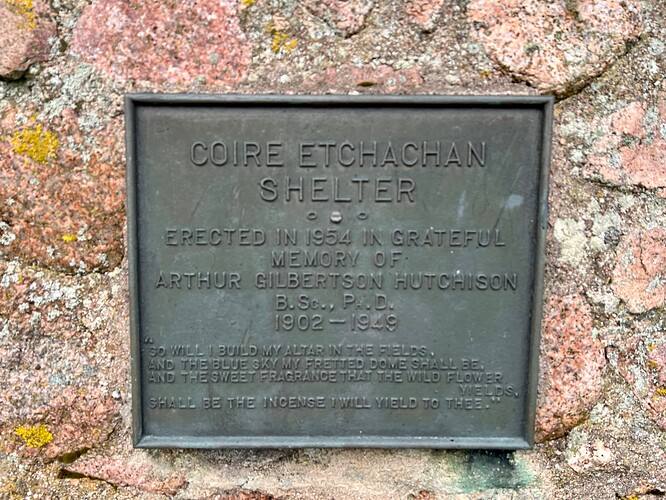 COIRE ETCHACHAN
SHELTER
ERECTED IN 1954 IN GRATEFUL
MEMORY OF
ARTHUR GILBERTSON HUTCHISON
B.Sc., Ph.D.
1902 — 1949
"SO WILL I BUILD MY ALTAR IN THE FIELDS,
AND THE BLUE SKY MY FRETTED DOME SHALL BE,
AND THE SWEET FRAGRANCE THAT THE WILD FLOWER
YIELDS,
SHALL BE THE INCENSE I WILL YIELD TO THEE."